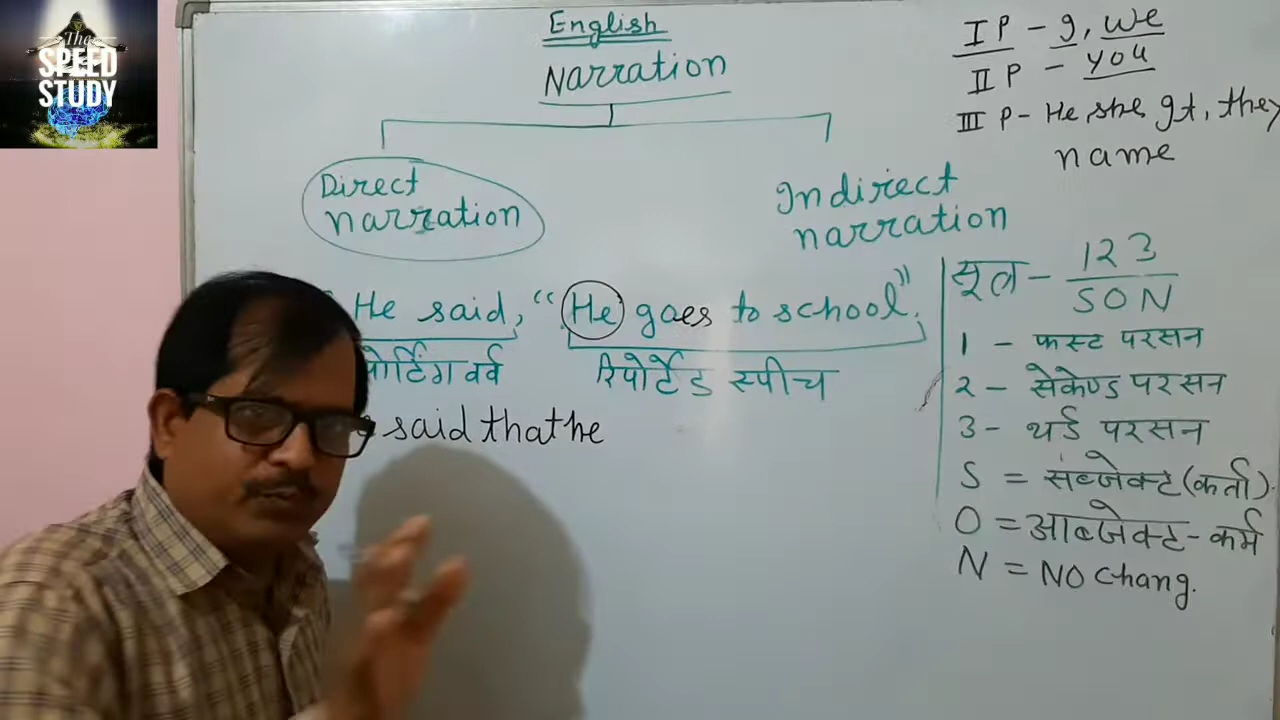 The
SPEED
STUDY
English
Narration
Direct
narration
Indirect
narration
He said, “He goes to school”.
वर्व
रिपोर्टेड स्पीच
said that he
I P - I, we
II P - you
III P - He, she It, they
name
सूत्र - 123
SON
1 - फस्ट परसन
2 - सेकेण्ड परसन
3 - थर्ड परसन
S = सब्जेक्ट (कर्ता).
O = आब्जेक्ट - कर्म
N = NO Chang.